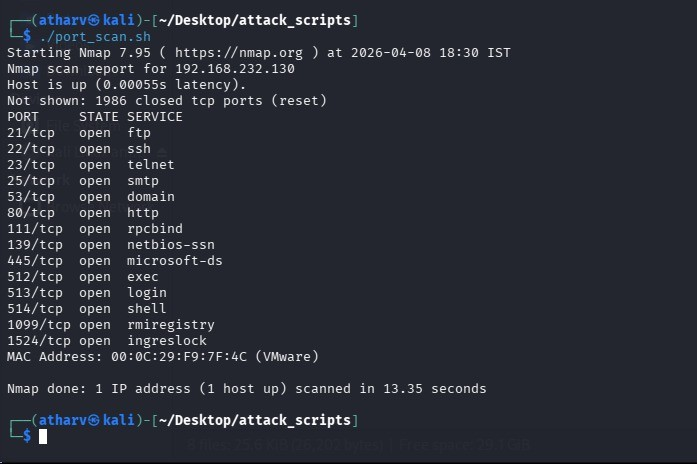 ┌──(atharv㉿kali)-[~/Desktop/attack_scripts]
└─$ ./port_scan.sh
Starting Nmap 7.95 ( https://nmap.org ) at 2026-04-08 18:30 IST
Nmap scan report for 192.168.232.130
Host is up (0.00055s latency).
Not shown: 1986 closed tcp ports (reset)
PORT     STATE SERVICE
21/tcp   open  ftp
22/tcp   open  ssh
23/tcp   open  telnet
25/tcp   open  smtp
53/tcp   open  domain
80/tcp   open  http
111/tcp  open  rpcbind
139/tcp  open  netbios-ssn
445/tcp  open  microsoft-ds
512/tcp  open  exec
513/tcp  open  login
514/tcp  open  shell
1099/tcp open  rmiregistry
1524/tcp open  ingreslock
MAC Address: 00:0C:29:F9:7F:4C (VMware)
Nmap done: 1 IP address (1 host up) scanned in 13.35 seconds
┌──(atharv㉿kali)-[~/Desktop/attack_scripts]
└─$